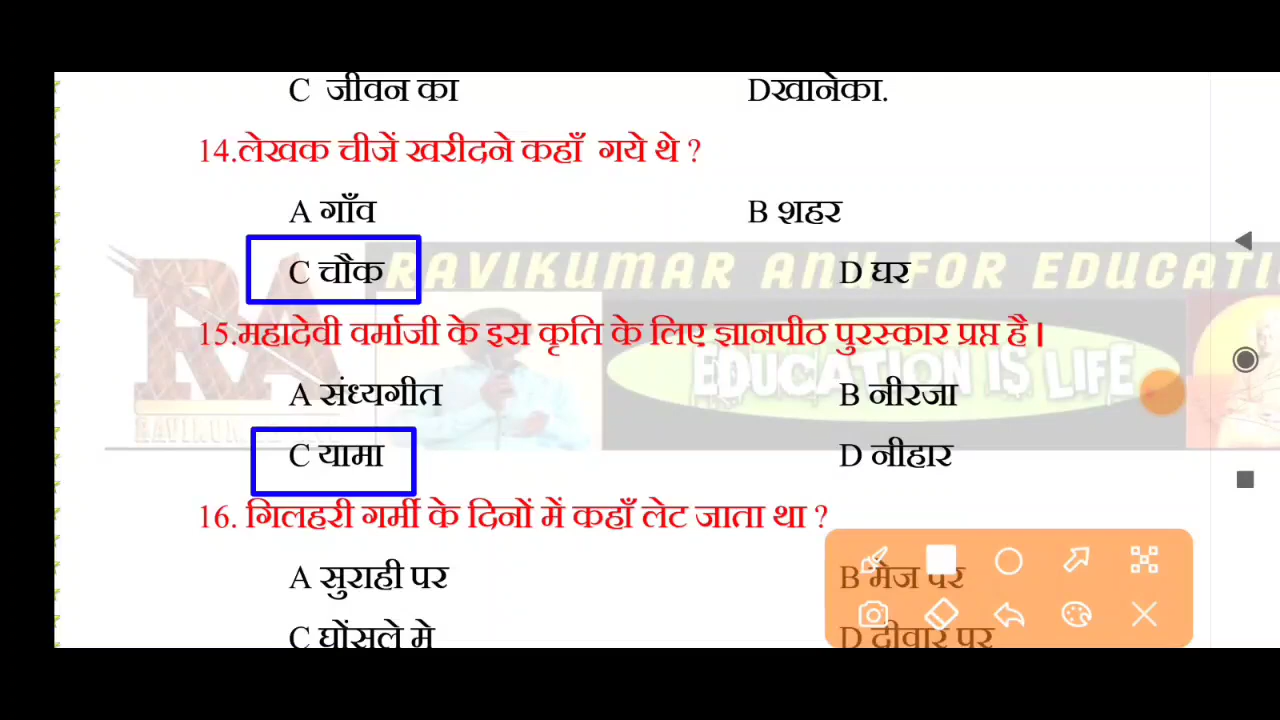 C जीवन का Dखानेका.
14.लेखक चीजें खरीदने कहाँ गये थे ?
A गाँव B शहर
C चौक D घर
RAVIKUMAR ANI FOR EDUCATI
15.महादेवी वर्माजी के इस कृति के लिए ज्ञानपीठ पुरस्कार प्रप्त है ।
EDUCATION IS LIFE
A संध्यगीत B नीरजा
C यामा D नीहार
16. गिलहरी गर्मी के दिनों में कहाँ लेट जाता था ?
A सुराही पर B मेज पर
C घोंसले मे D दीवार पर